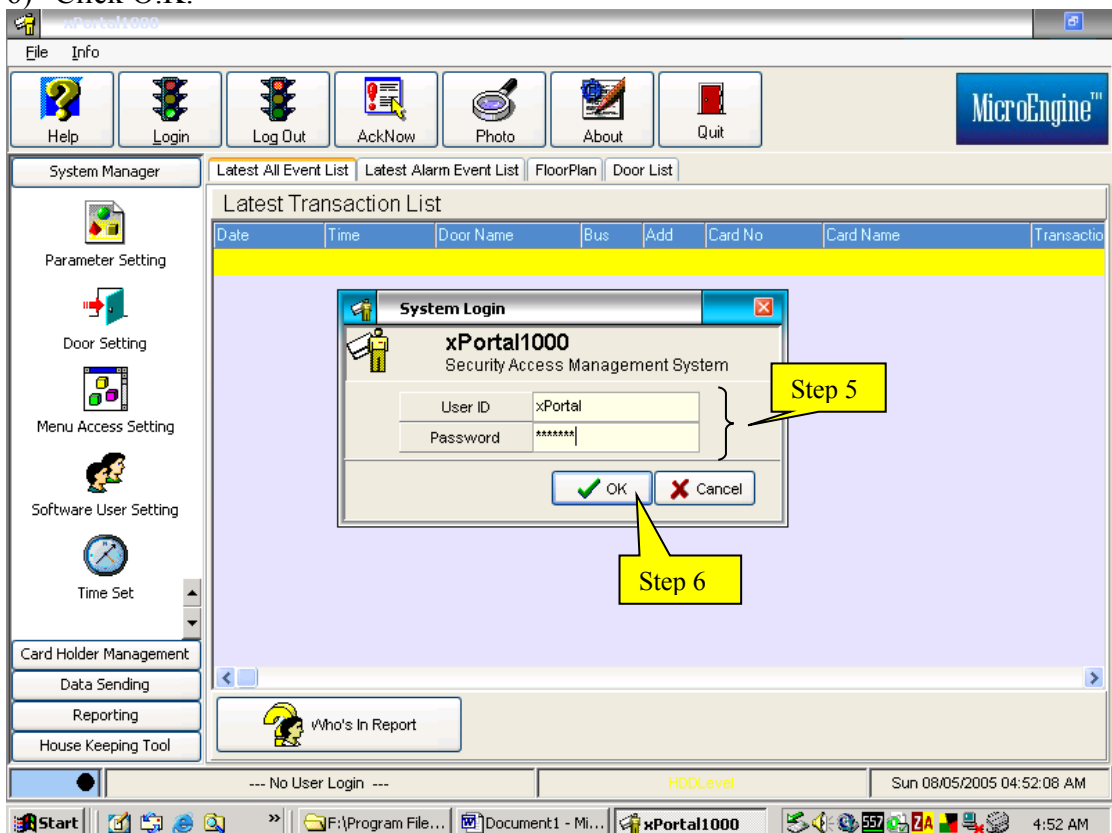 6) Click O.K.
xPortal1000
File Info
Help Login Log Out AckNow Photo About Quit
MicroEngine™
System Manager
Latest All Event List Latest Alarm Event List FloorPlan Door List
Latest Transaction List
Date Time Door Name Bus Add Card No Card Name Transactio
Parameter Setting
Door Setting
Menu Access Setting
Software User Setting
Time Set
System Login
xPortal1000
Security Access Management System
User ID xPortal
Password *******
OK Cancel
Step 5
Step 6
Card Holder Management
Data Sending
Reporting
House Keeping Tool
Who's In Report
--- No User Login --- HDDLevel Sun 08/05/2005 04:52:08 AM
Start » F:\Program File... Document1 - Mi... xPortal1000 557 ZA 4:52 AM